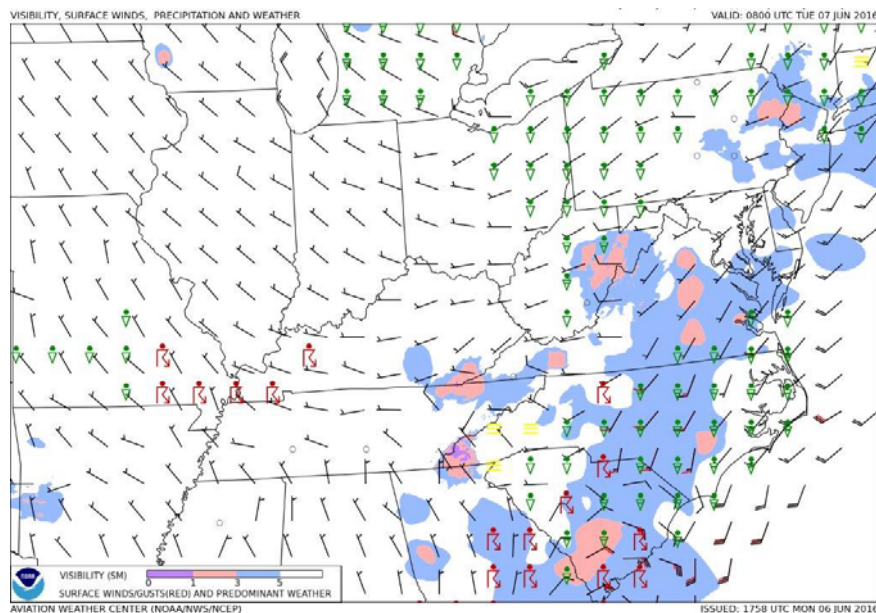 VISIBILITY, SURFACE WINDS, PRECIPITATION AND WEATHER
VALID: 0800 UTC TUE 07 JUN 2016
VISIBILITY (SM)
0 1 3 5
SURFACE WINDS/GUSTS(RED) AND PREDOMINANT WEATHER
AVIATION WEATHER CENTER (NOAA/NWS/NCEP)
ISSUED: 1758 UTC MON 06 JUN 2016